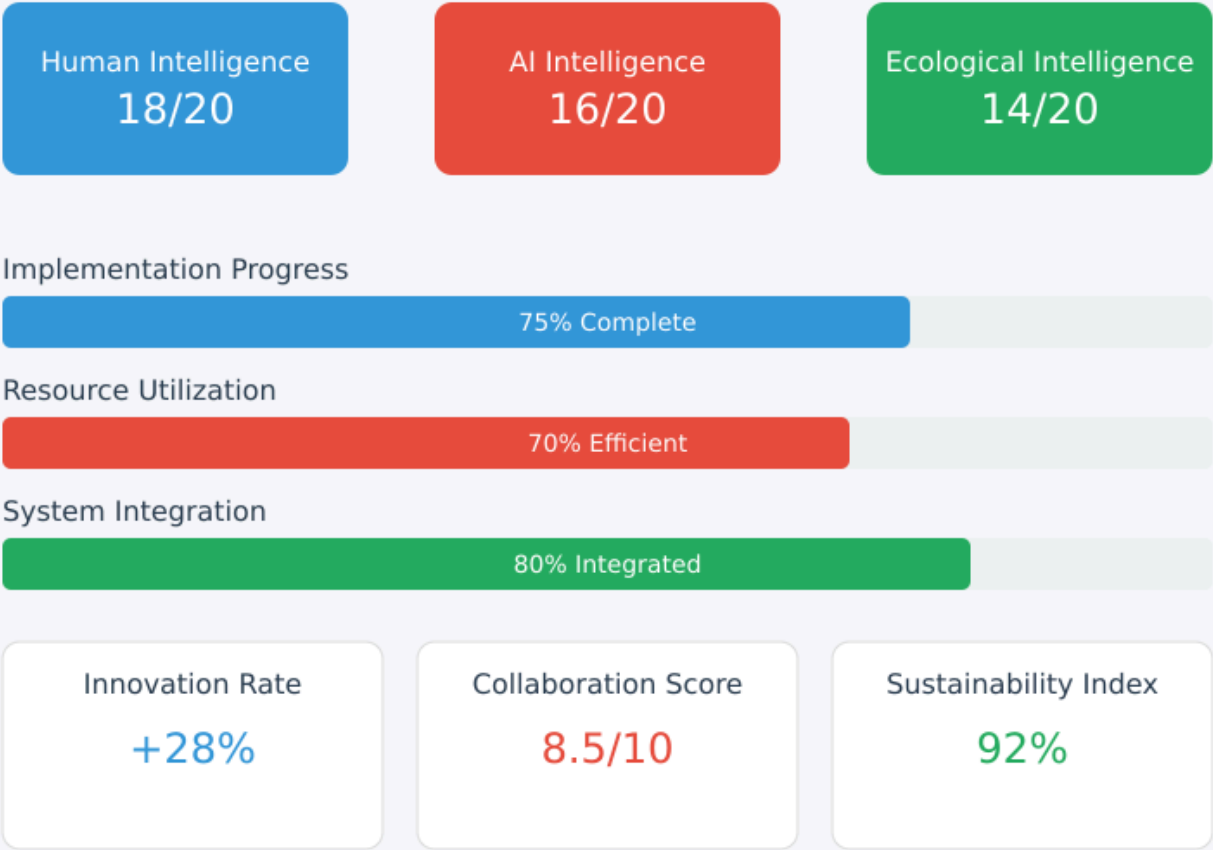 Human Intelligence
18/20
AI Intelligence
16/20
Ecological Intelligence
14/20
Implementation Progress
75% Complete
Resource Utilization
70% Efficient
System Integration
80% Integrated
Innovation Rate
+28%
Collaboration Score
8.5/10
Sustainability Index
92%